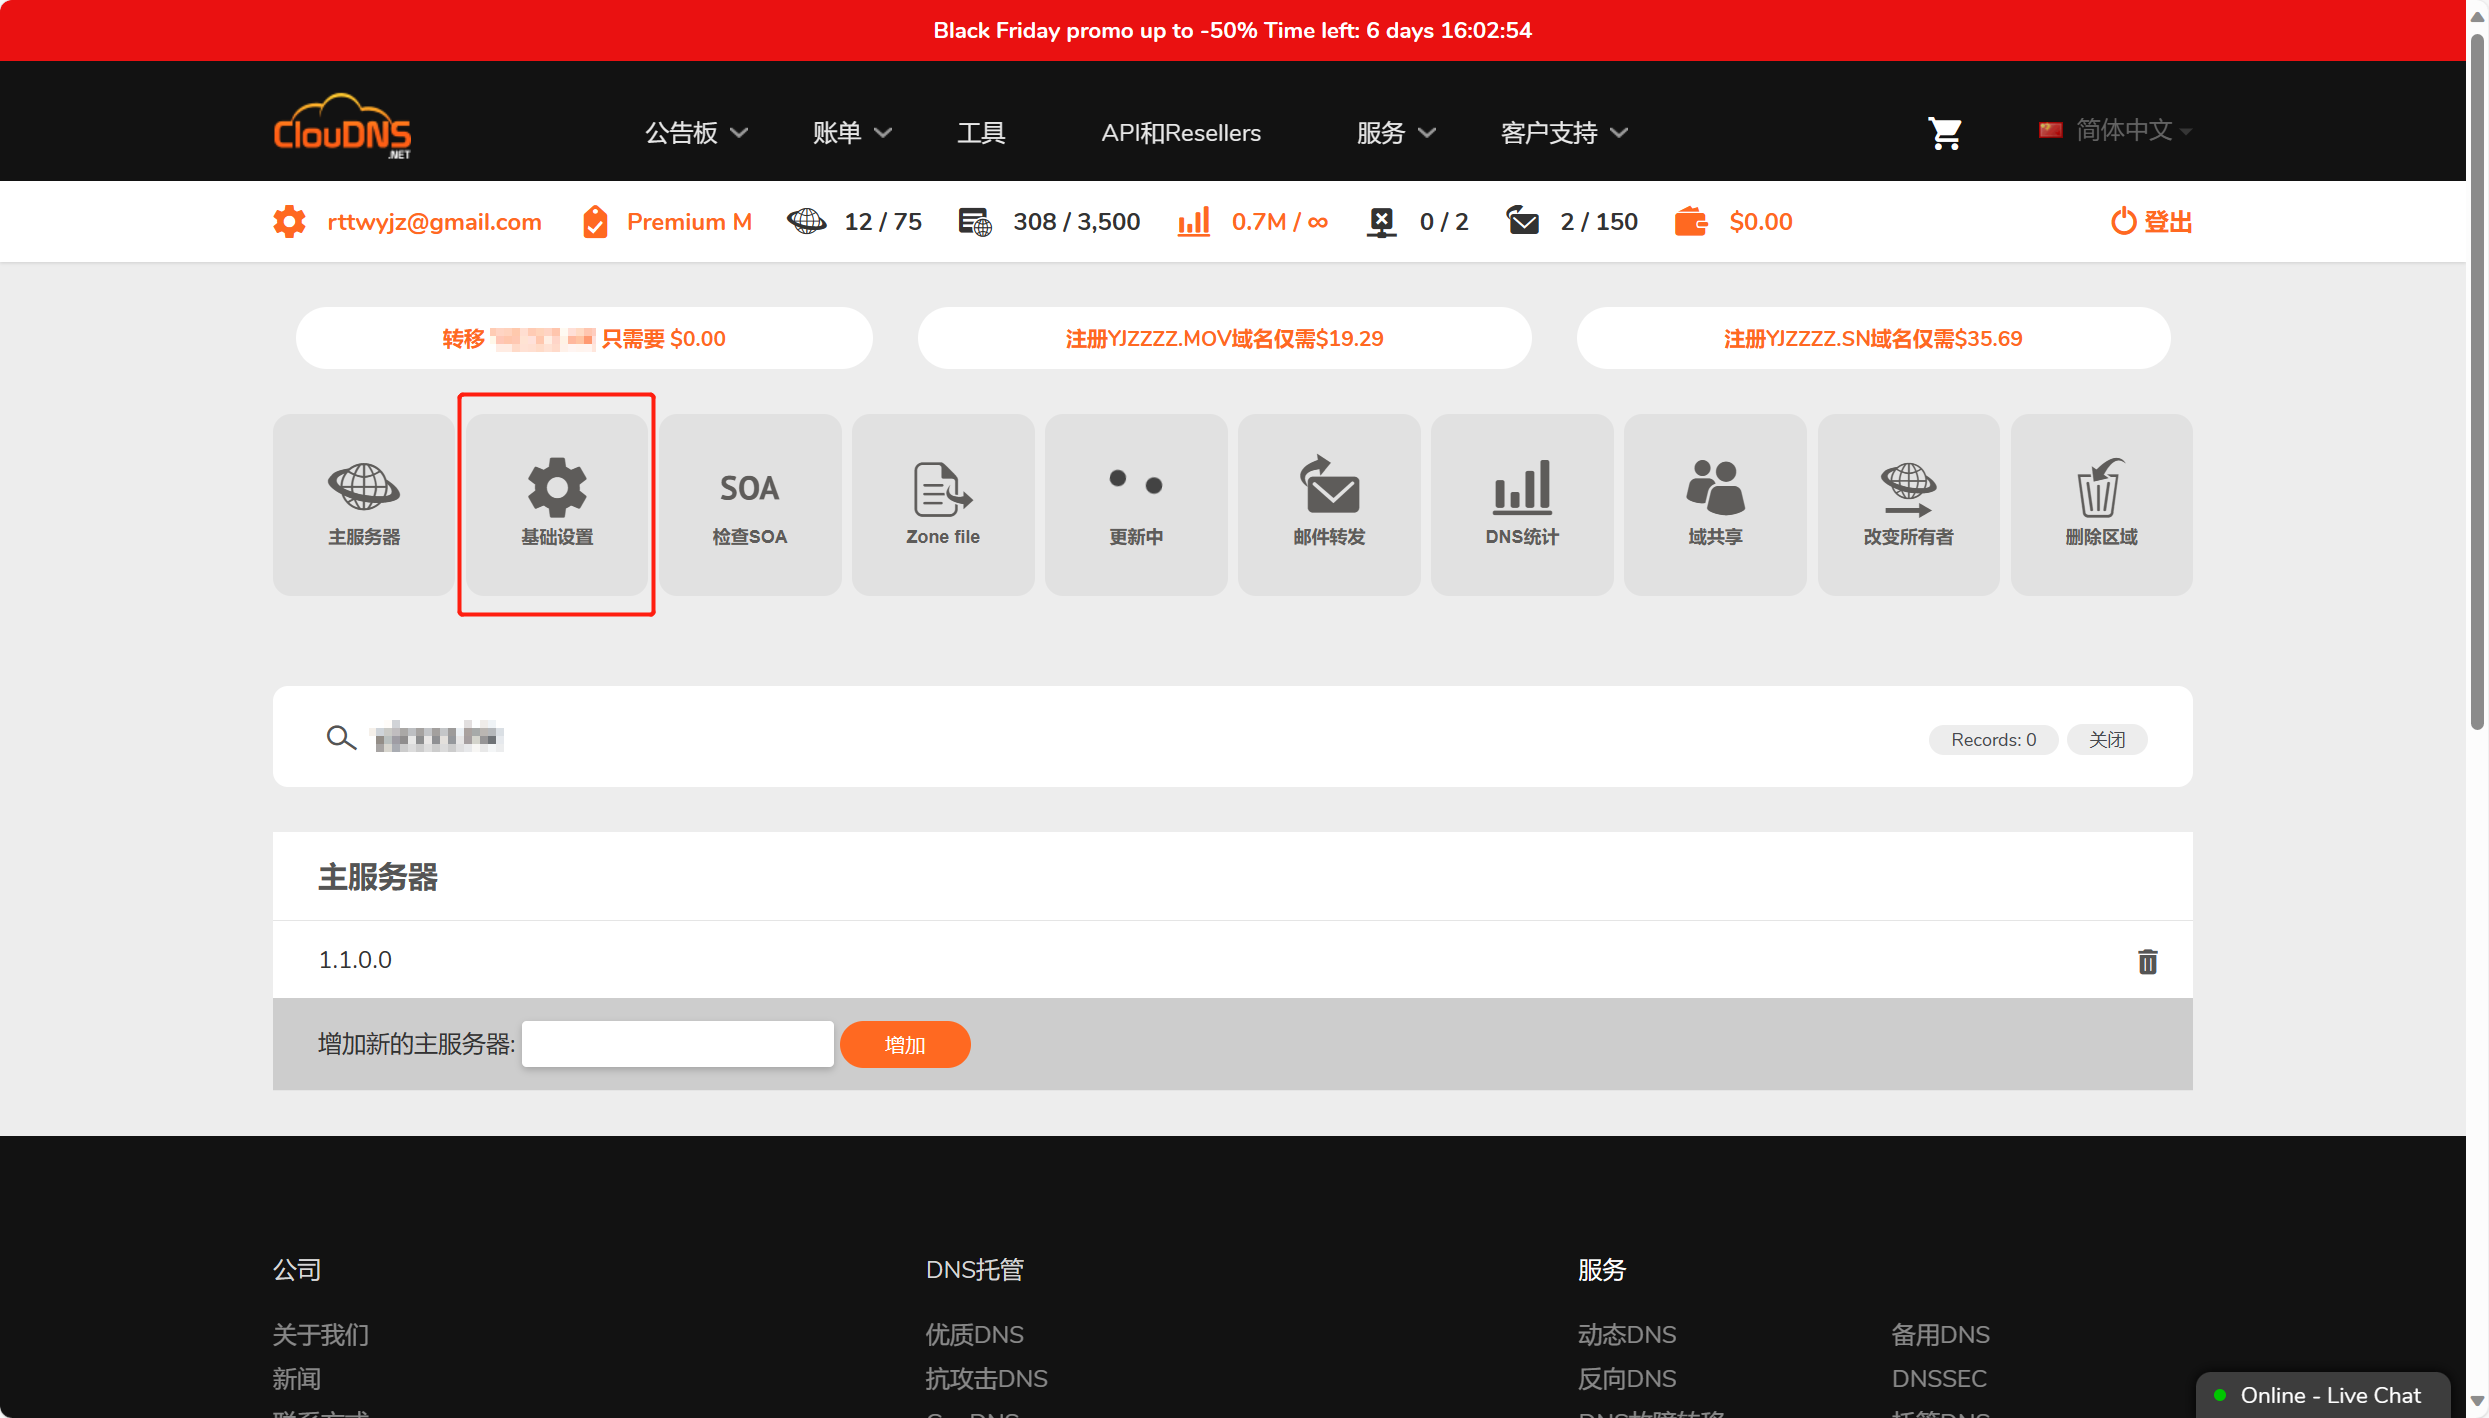 Black Friday promo up to -50% Time left: 6 days 16:02:54
ClouDNS
.NET
公告板
账单
工具
API和Resellers
服务
客户支持
简体中文
rttwyjz@gmail.com
Premium M
12 / 75
308 / 3,500
0.7M / ∞
0 / 2
2 / 150
$0.00
登出
转移 只需要 $0.00
注册YJZZZZ.MOV域名仅需$19.29
注册YJZZZZ.SN域名仅需$35.69
主服务器
基础设置
SOA
检查SOA
Zone file
更新中
邮件转发
DNS统计
域共享
改变所有者
删除区域
Records: 0
关闭
主服务器
1.1.0.0
增加新的主服务器:
增加
公司
DNS托管
服务
关于我们
优质DNS
动态DNS
备用DNS
新闻
抗攻击DNS
反向DNS
DNSSEC
Online - Live Chat